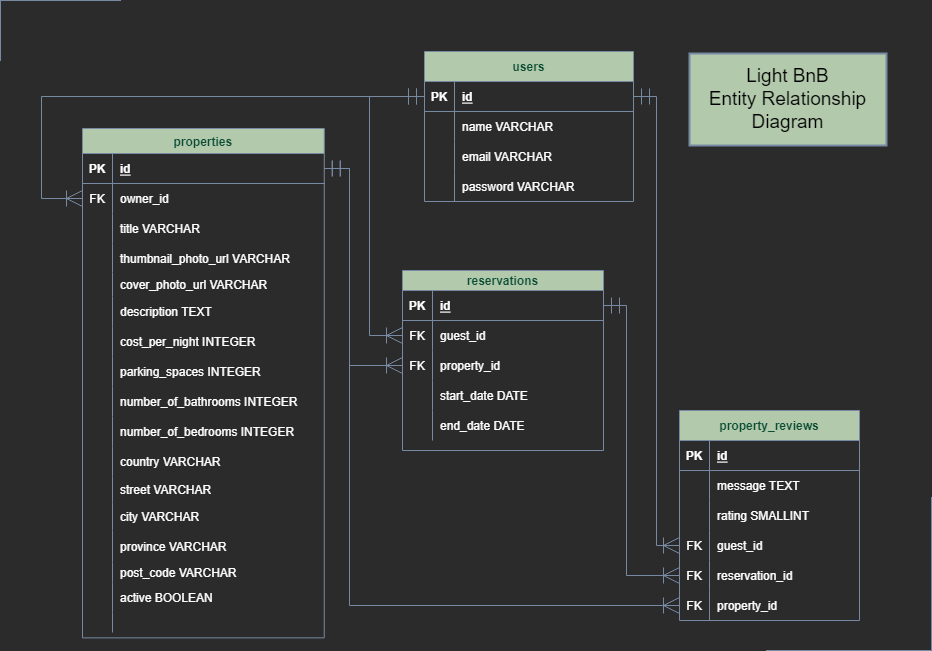 Light BnB
Entity Relationship
Diagram
users
PK id
name VARCHAR
email VARCHAR
password VARCHAR
properties
PK id
FK owner_id
title VARCHAR
thumbnail_photo_url VARCHAR
cover_photo_url VARCHAR
description TEXT
cost_per_night INTEGER
parking_spaces INTEGER
number_of_bathrooms INTEGER
number_of_bedrooms INTEGER
country VARCHAR
street VARCHAR
city VARCHAR
province VARCHAR
post_code VARCHAR
active BOOLEAN
reservations
PK id
FK guest_id
FK property_id
start_date DATE
end_date DATE
property_reviews
PK id
message TEXT
rating SMALLINT
FK guest_id
FK reservation_id
FK property_id